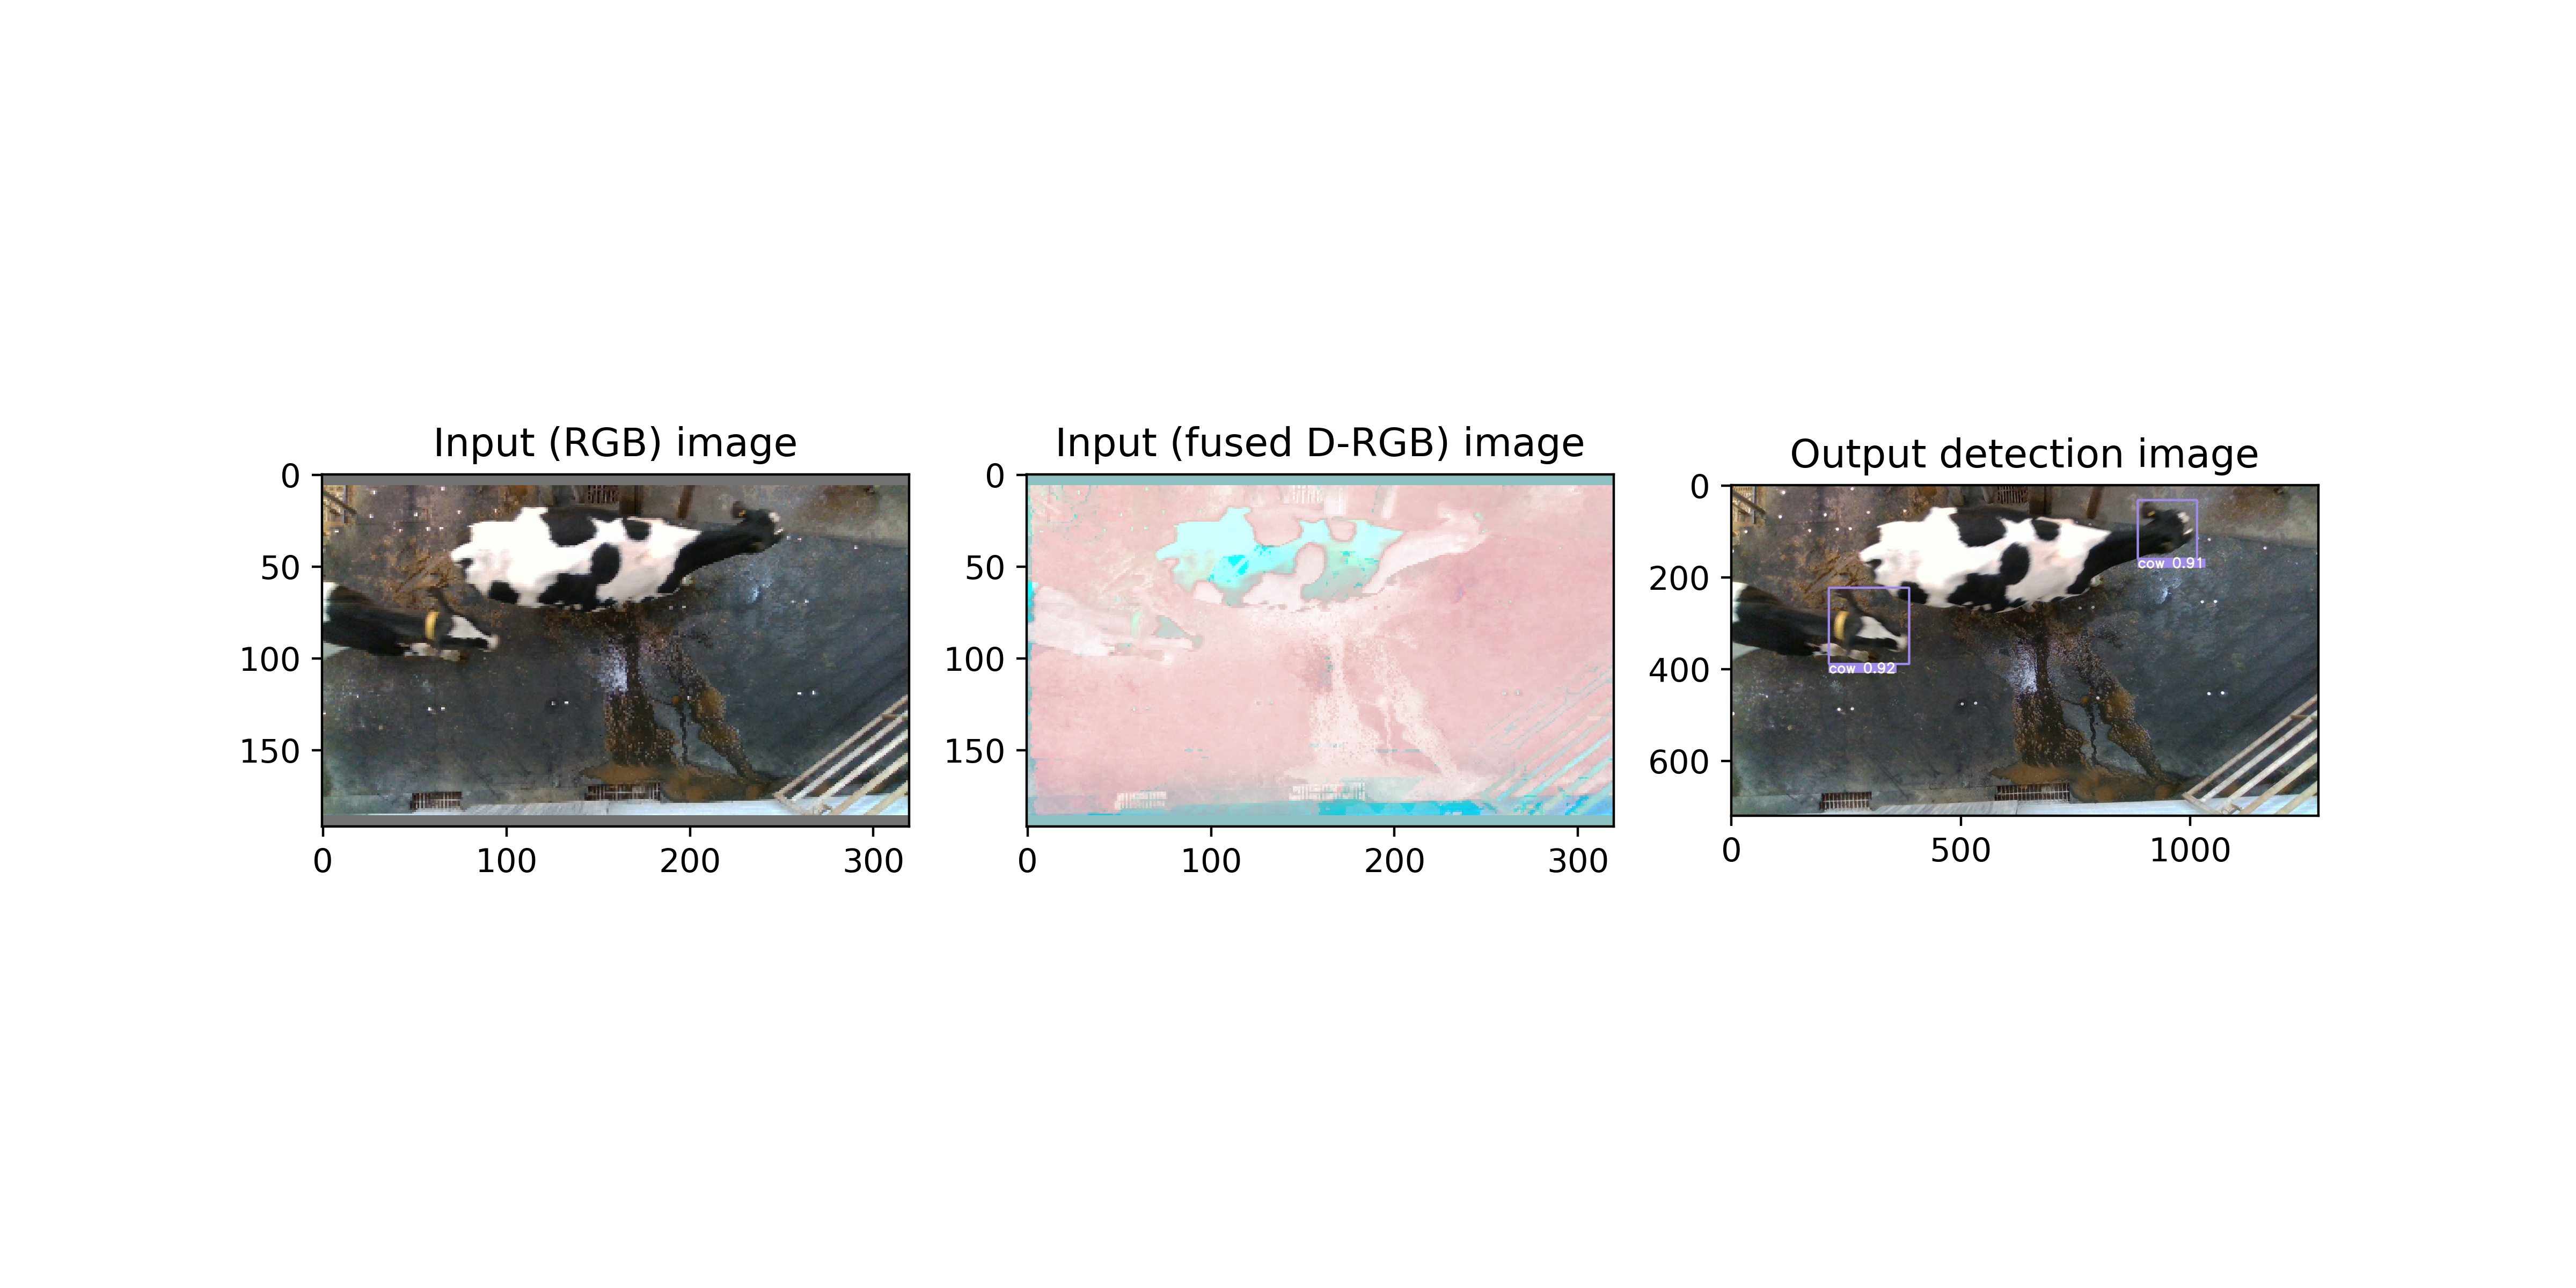 Input (RGB) image
0
50
100
150
0 100 200 300
Input (fused D-RGB) image
0
50
100
150
0 100 200 300
Output detection image
0
200
400
600
0 500 1000
cow 0.91
cow 0.92